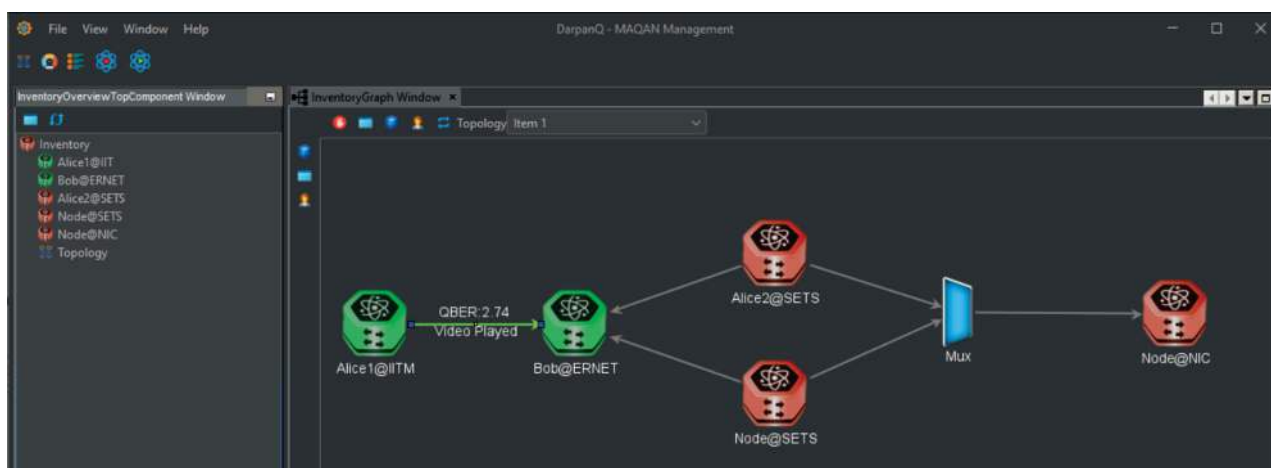 File View Window Help
DarpanQ - MAQAN Management
InventoryOverviewTopComponent Window
Inventory
Alice1@IIT
Bob@ERNET
Alice2@SETS
Node@SETS
Node@NIC
Topology
InventoryGraph Window
Topology Item 1
QBER:2.74
Video Played
Alice1@IITM
Bob@ERNET
Alice2@SETS
Node@SETS
Mux
Node@NIC